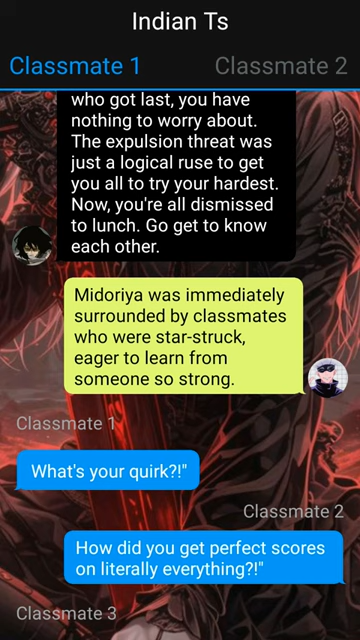 Indian Ts
Classmate 1
Classmate 2
who got last, you have
nothing to worry about.
The expulsion threat was
just a logical ruse to get
you all to try your hardest.
Now, you're all dismissed
to lunch. Go get to know
each other.
Midoriya was immediately
surrounded by classmates
who were star-struck,
eager to learn from
someone so strong.
Classmate 1
What's your quirk?!"
Classmate 2
How did you get perfect scores
on literally everything?!"
Classmate 3